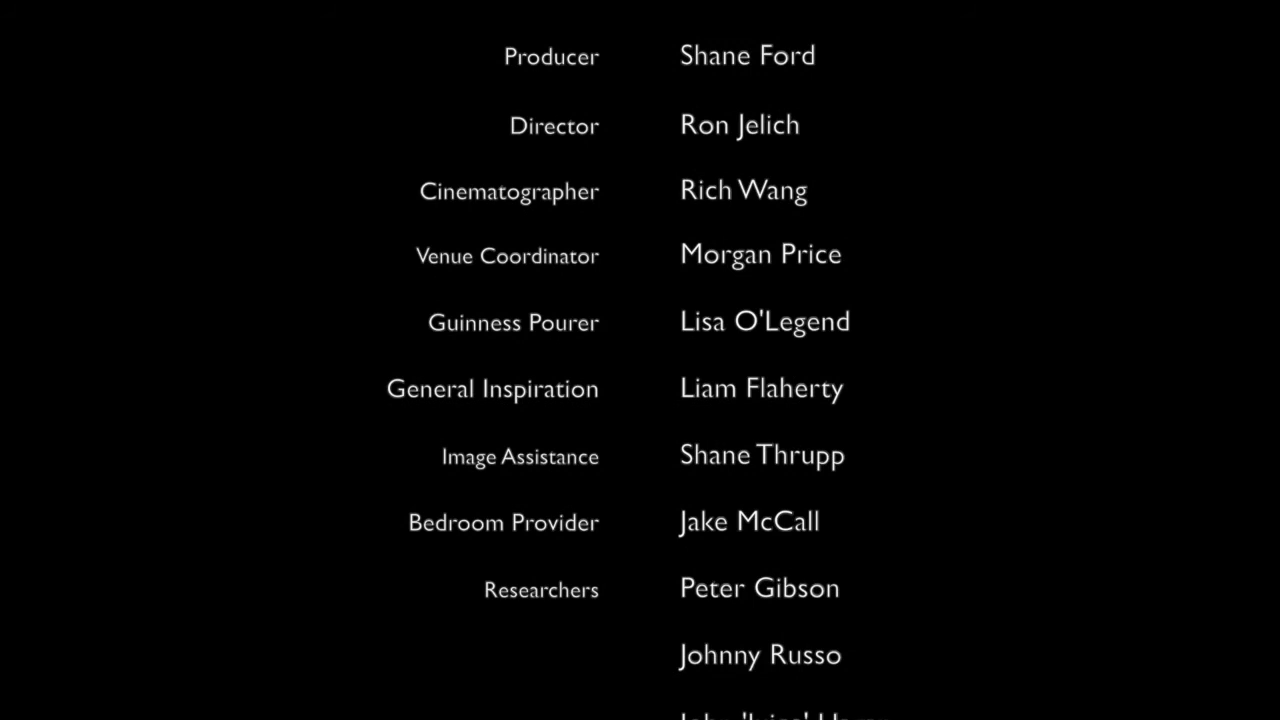 Producer Shane Ford
Director Ron Jelich
Cinematographer Rich Wang
Venue Coordinator Morgan Price
Guinness Pourer Lisa O'Legend
General Inspiration Liam Flaherty
Image Assistance Shane Thrupp
Bedroom Provider Jake McCall
Researchers Peter Gibson
Johnny Russo